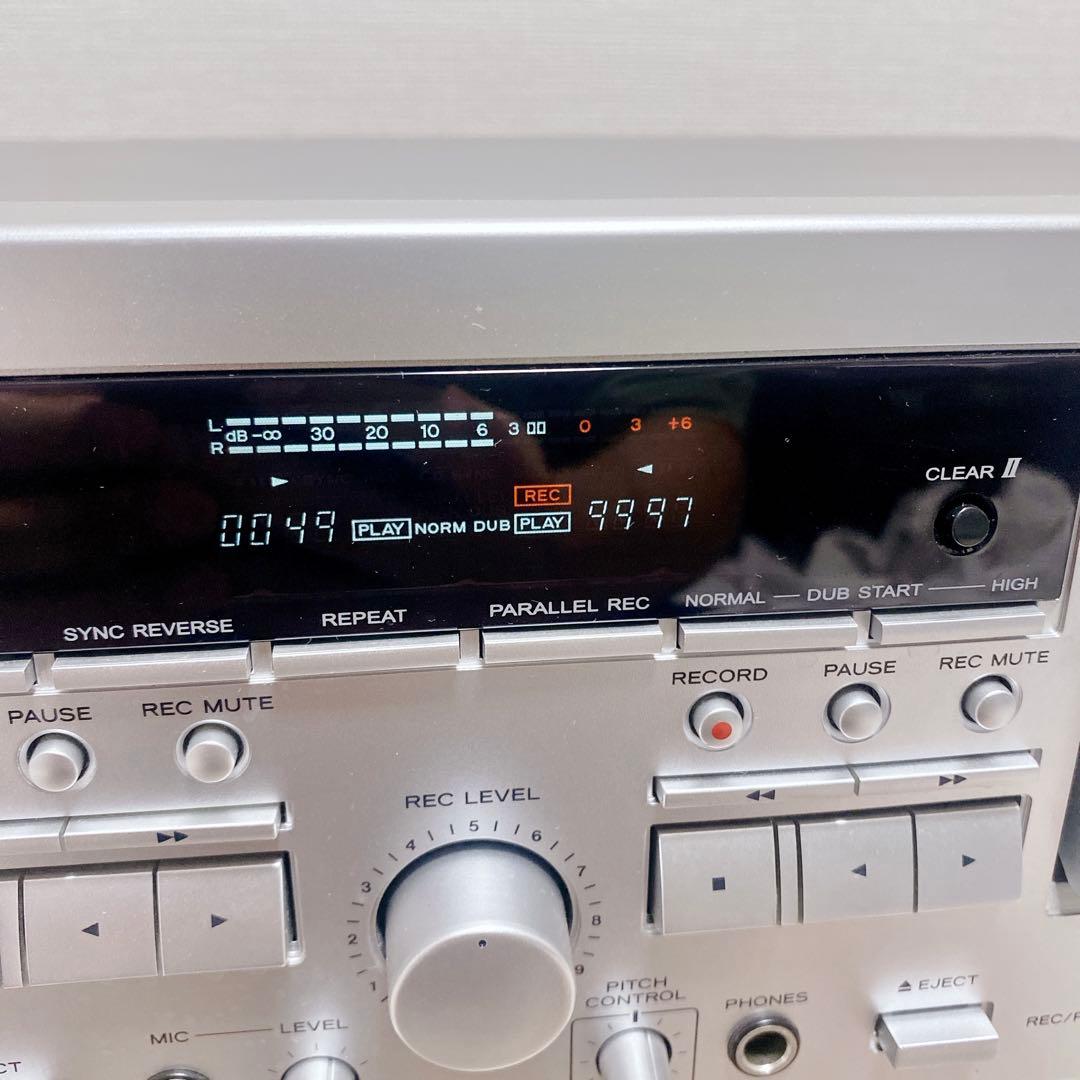 L
dB -∞ 30 20 10 6 3 0 3 +6
R
CLEAR II
REC
0049 PLAY NORM DUB PLAY 9997
SYNC REVERSE REPEAT PARALLEL REC NORMAL — DUB START — HIGH
PAUSE REC MUTE RECORD PAUSE REC MUTE
REC LEVEL
1 2 3 4 5 6 7 8 9
PITCH
CONTROL
PHONES
EJECT
MIC LEVEL
REC/
CT